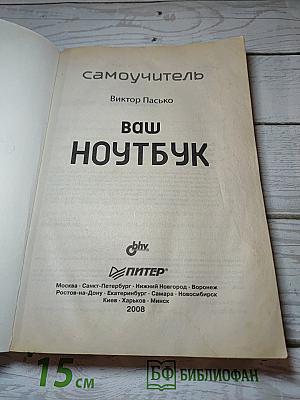 самоучитель
Виктор Пасько
ваш
НОУТБУК
bhv
ПИТЕР®
Москва · Санкт-Петербург · Нижний Новгород · Воронеж
Ростов-на-Дону · Екатеринбург · Самара · Новосибирск
Киев · Харьков · Минск
2008
15 см
БФ БИБЛИОФАН